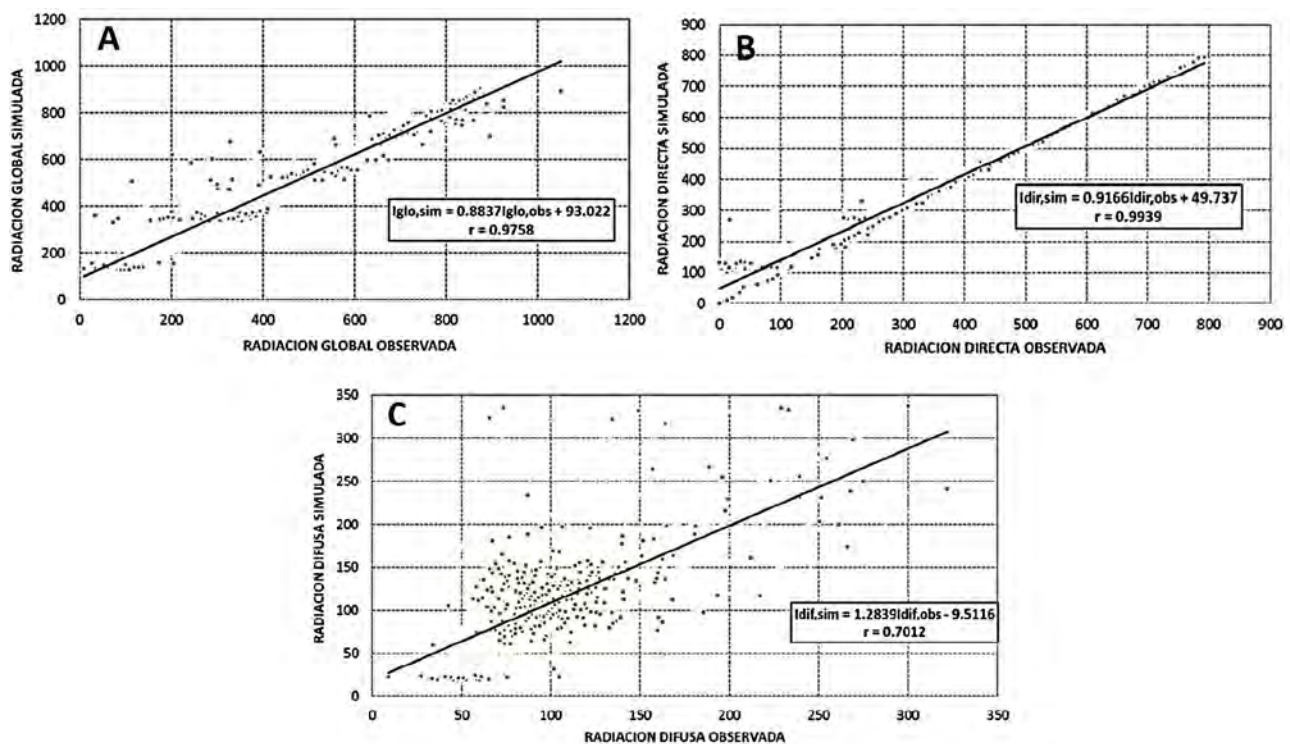 A
RADIACION GLOBAL SIMULADA
1200
1000
800
600
400
200
0
Iglo,sim = 0.8837Iglo,obs + 93.022
r = 0.9758
0 200 400 600 800 1000 1200
RADIACION GLOBAL OBSERVADA
B
RADIACION DIRECTA SIMULADA
900
800
700
600
500
400
300
200
100
0
Idir,sim = 0.9166Idir,obs + 49.737
r = 0.9939
0 100 200 300 400 500 600 700 800 900
RADIACION DIRECTA OBSERVADA
C
RADIACION DIFUSA SIMULADA
350
300
250
200
150
100
50
0
Idif,sim = 1.2839Idif,obs - 9.5116
r = 0.7012
0 50 100 150 200 250 300 350
RADIACION DIFUSA OBSERVADA